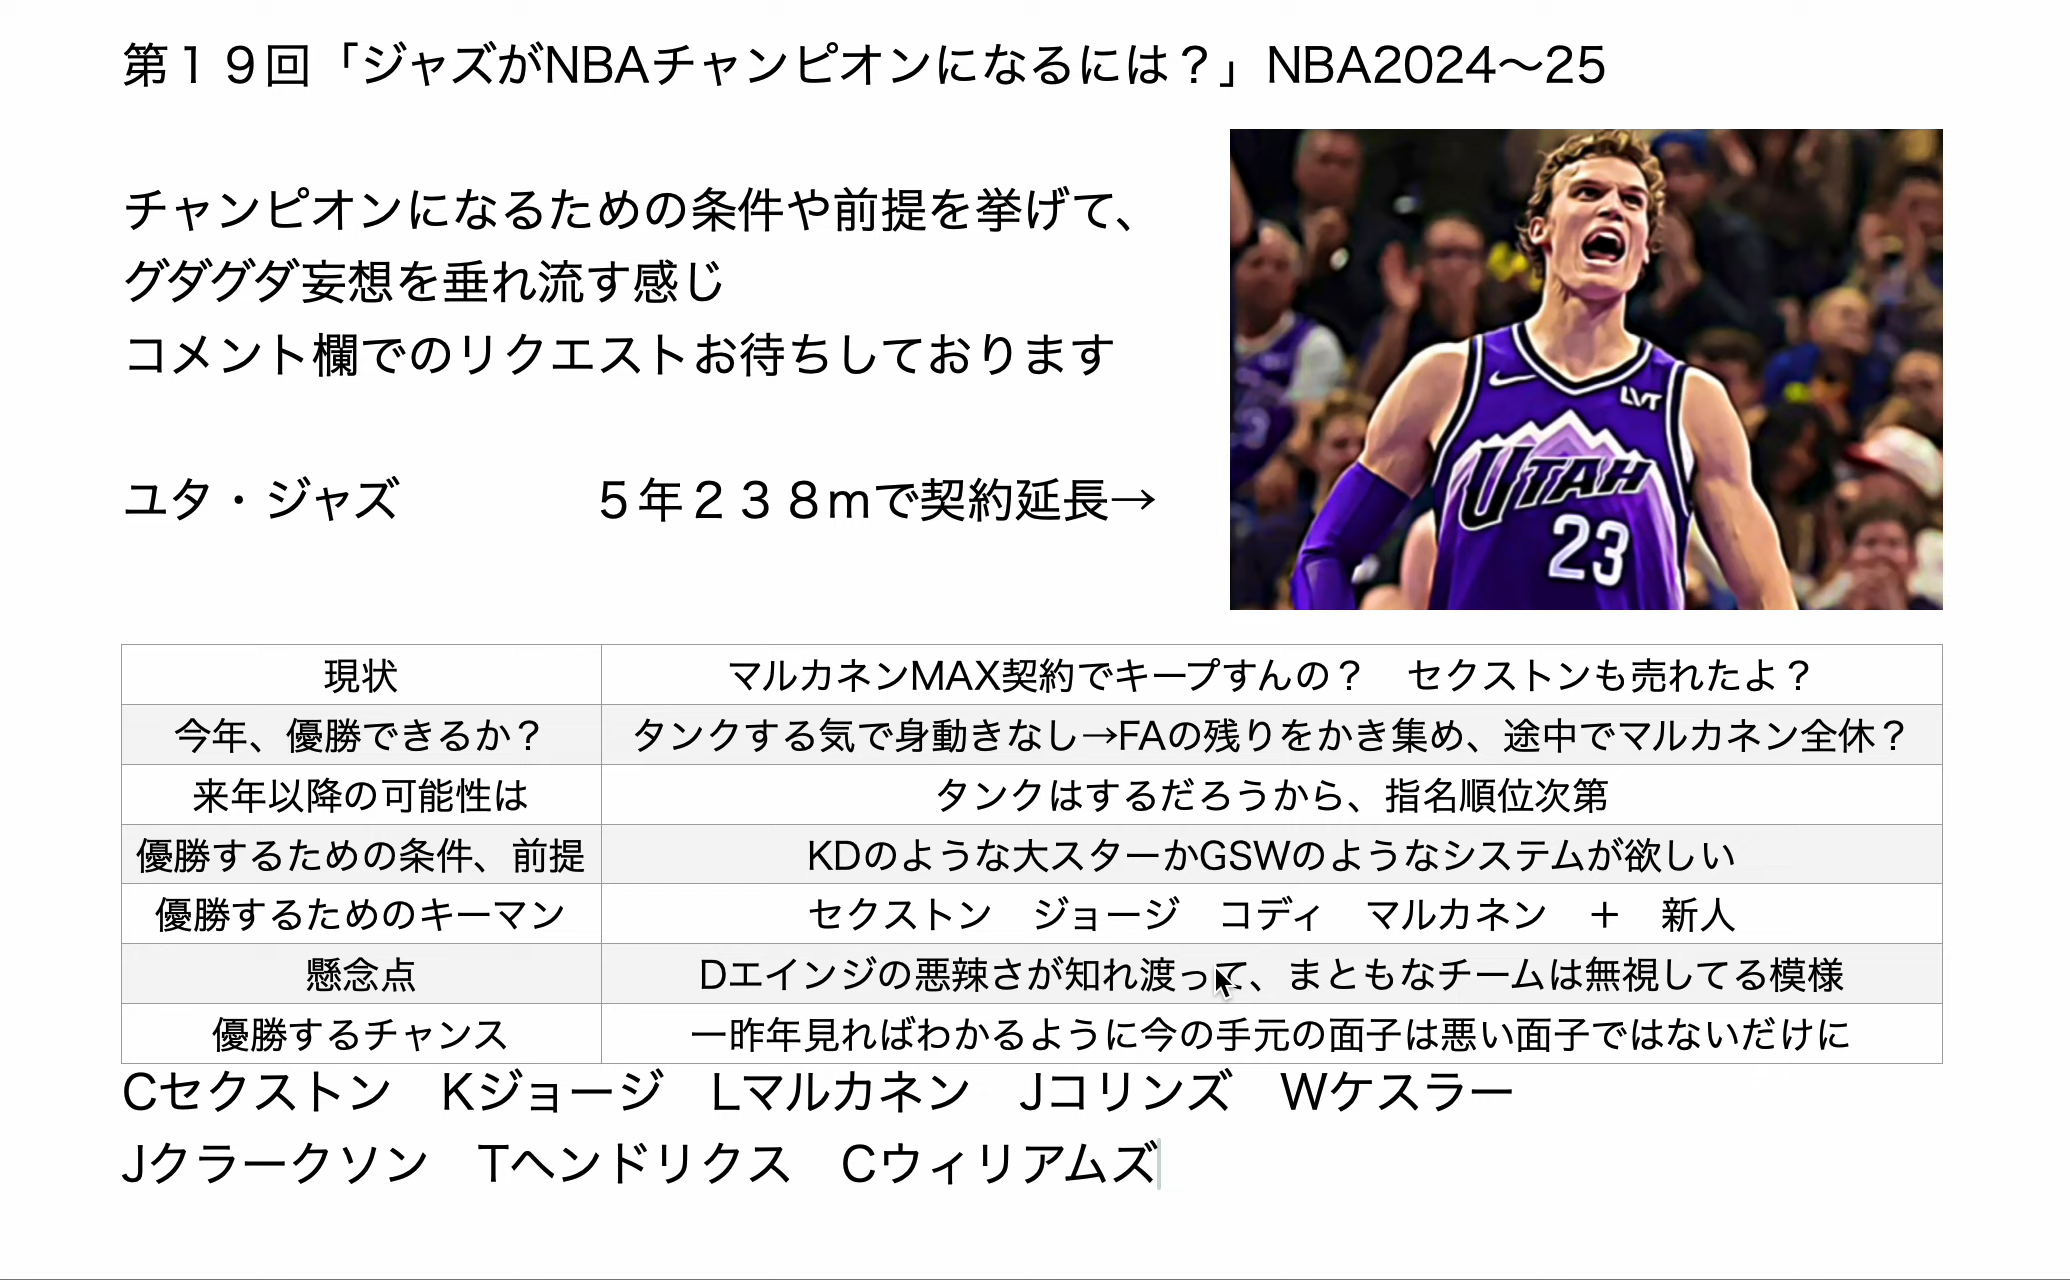 第１９回「ジャズがNBAチャンピオンになるには？」NBA2024〜25
チャンピオンになるための条件や前提を挙げて、
グダグダ妄想を垂れ流す感じ
コメント欄でのリクエストお待ちしております
ユタ・ジャズ　５年２３８mで契約延長→
LVT
UTAH
23
現状　マルカネンMAX契約でキープすんの？　セクストンも売れたよ？
今年、優勝できるか？　タンクする気で身動きなし→FAの残りをかき集め、途中でマルカネン全休？
来年以降の可能性は　タンクはするだろうから、指名順位次第
優勝するための条件、前提　KDのような大スターかGSWのようなシステムが欲しい
優勝するためのキーマン　セクストン　ジョージ　コディ　マルカネン　＋　新人
懸念点　Dエインジの悪辣さが知れ渡って、まともなチームは無視してる模様
優勝するチャンス　一昨年見ればわかるように今の手元の面子は悪い面子ではないだけに
Cセクストン　Kジョージ　Lマルカネン　Jコリンズ　Wケスラー
Jクラークソン　Tヘンドリクス　Cウィリアムズ